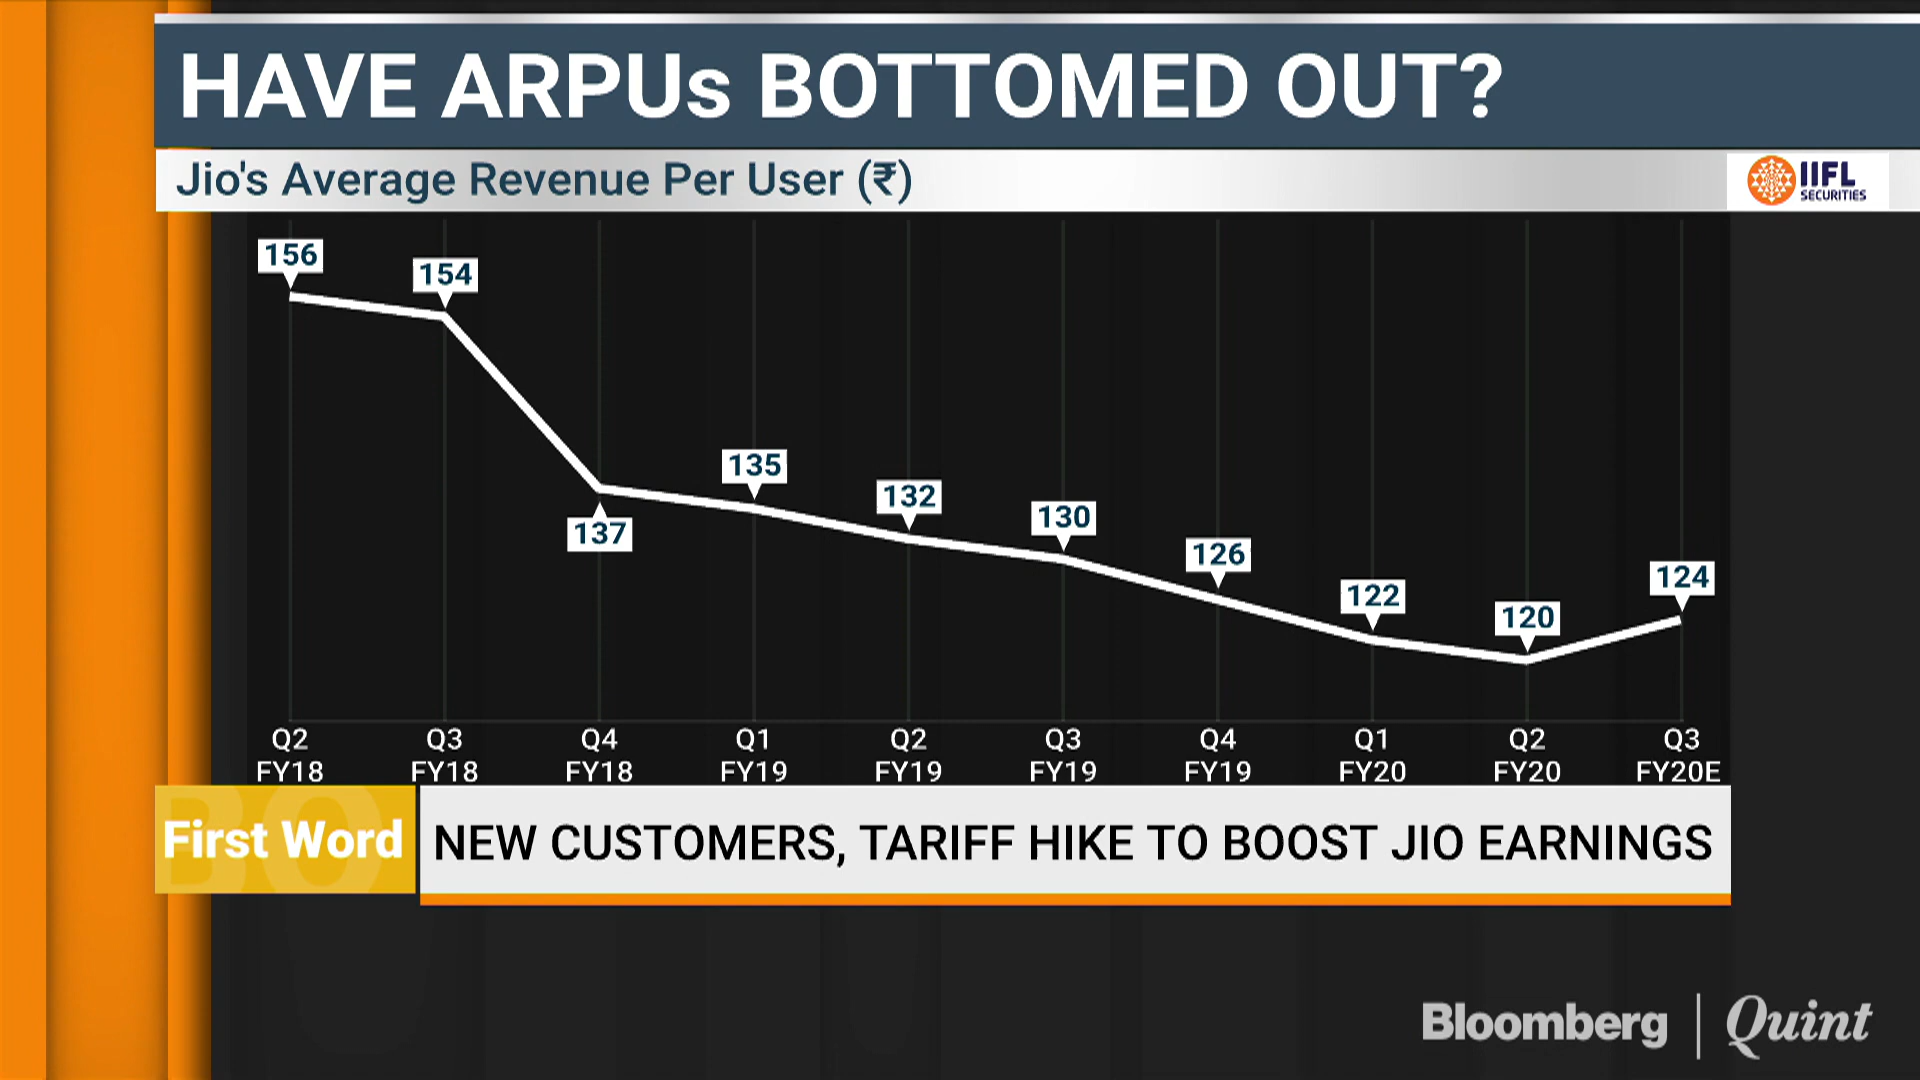 HAVE ARPUs BOTTOMED OUT?
Jio's Average Revenue Per User (₹)
IIFL
SECURITIES
156
154
137
135
132
130
126
122
120
124
Q2 FY18
Q3 FY18
Q4 FY18
Q1 FY19
Q2 FY19
Q3 FY19
Q4 FY19
Q1 FY20
Q2 FY20
Q3 FY20E
First Word
NEW CUSTOMERS, TARIFF HIKE TO BOOST JIO EARNINGS
Bloomberg | Quint